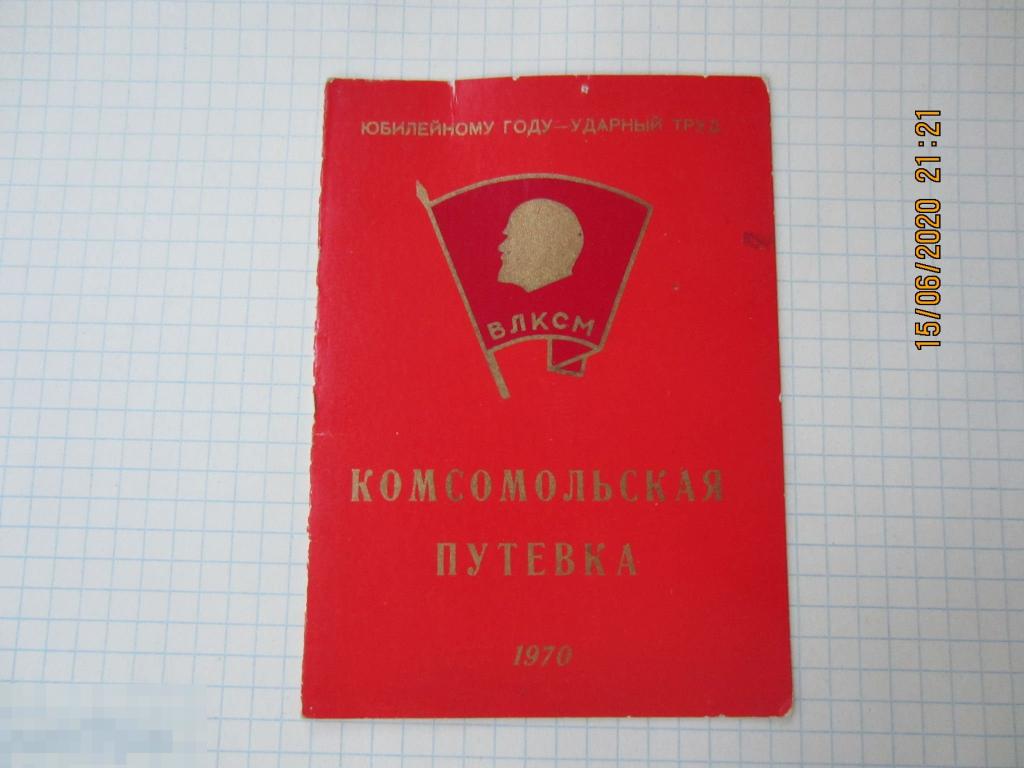 ЮБИЛЕЙНОМУ ГОДУ—УДАРНЫЙ ТРУД
ВЛКСМ
КОМСОМОЛЬСКАЯ
ПУТЕВКА
1970
15/06/2020 21:21